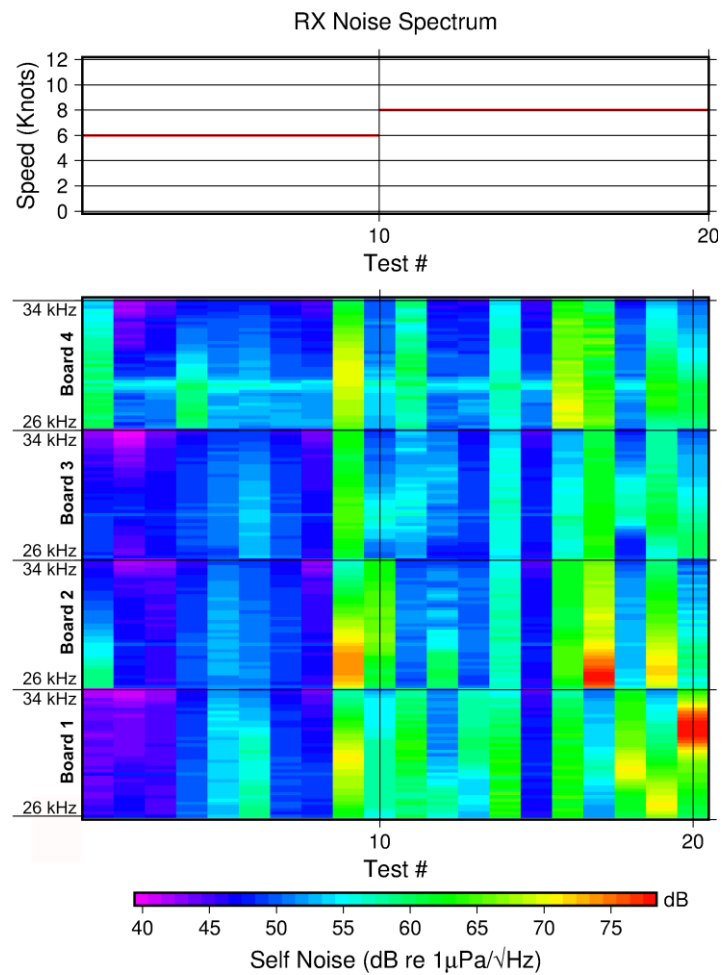 RX Noise Spectrum
12
10
8
6
4
2
0
Speed (Knots)
10
20
Test #
34 kHz
Board 4
26 kHz
34 kHz
Board 3
26 kHz
34 kHz
Board 2
26 kHz
34 kHz
Board 1
26 kHz
10
20
Test #
dB
40 45 50 55 60 65 70 75
Self Noise (dB re 1μPa/√Hz)